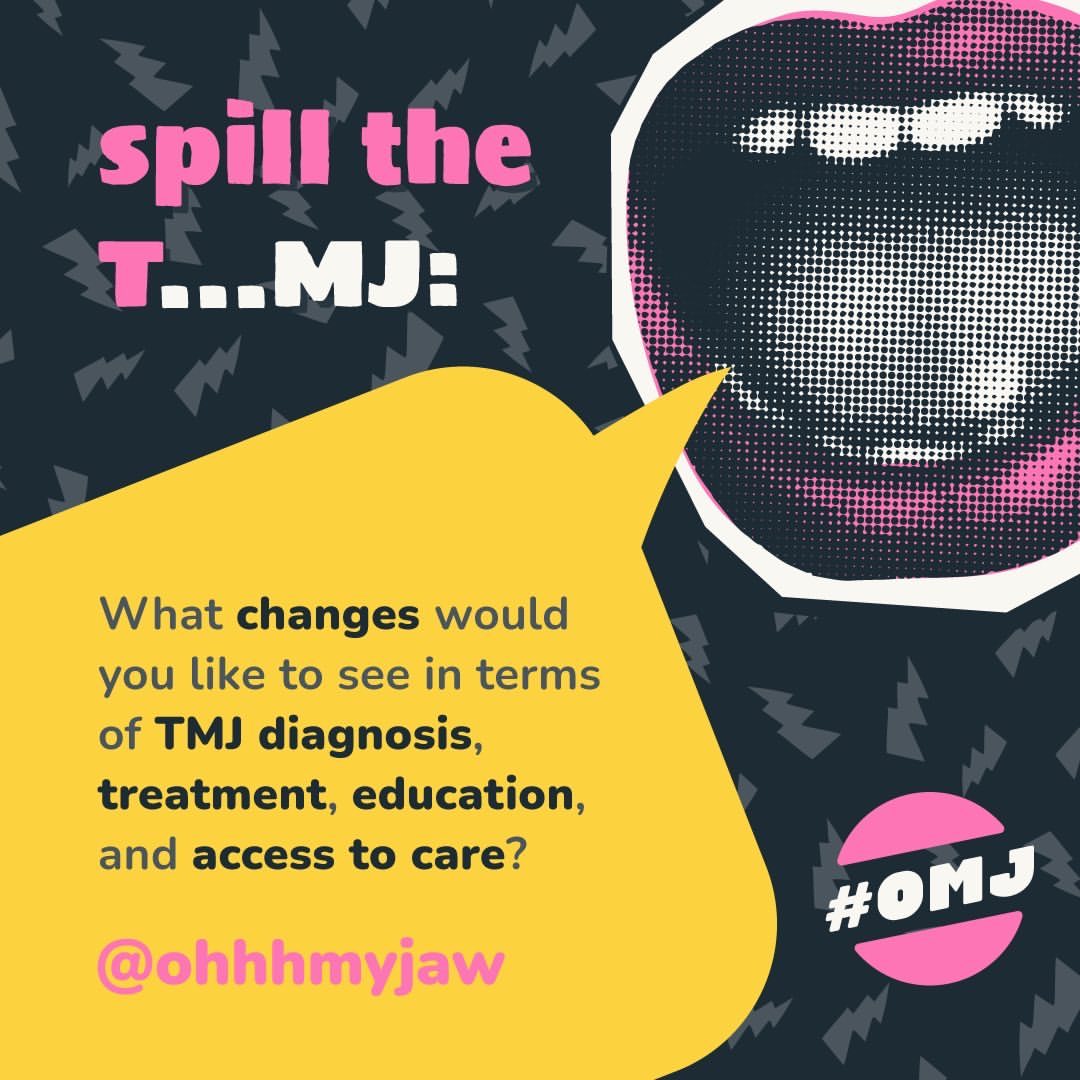 spill the
T...MJ:
What changes would
you like to see in terms
of TMJ diagnosis,
treatment, education,
and access to care?
@ohhhmyjaw
#OMJ